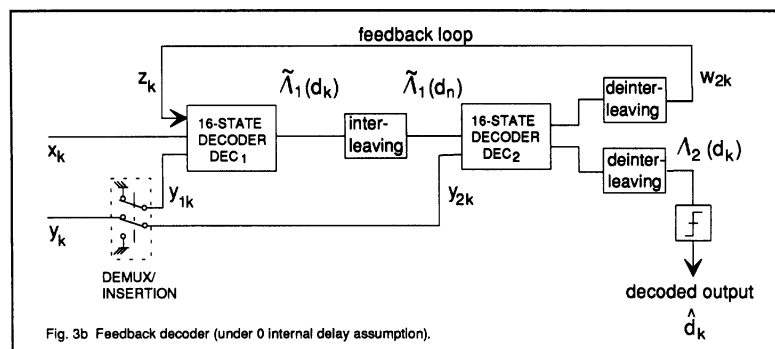 feedback loop
z_k
Λ̃₁(d_k)
Λ̃₁(d_n)
w_2k
deinter-
leaving
16-STATE
DECODER
DEC₁
inter-
leaving
16-STATE
DECODER
DEC₂
x_k
deinter-
leaving
Λ₂(d_k)
y_1k
y_2k
y_k
DEMUX/
INSERTION
decoded output
d̂_k
Fig. 3b Feedback decoder (under 0 internal delay assumption).